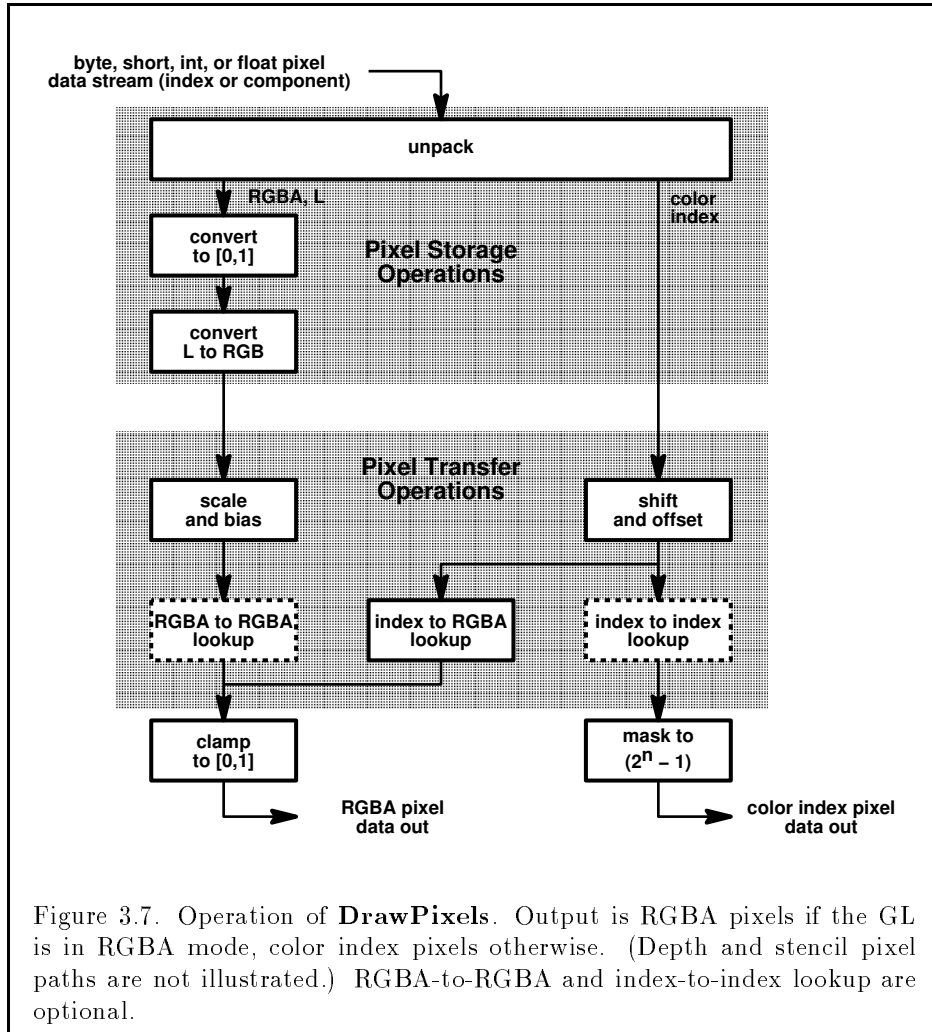 byte, short, int, or float pixel
data stream (index or component)
unpack
RGBA, L
color
index
convert
to [0,1]
Pixel Storage
Operations
convert
L to RGB
Pixel Transfer
Operations
scale
and bias
shift
and offset
RGBA to RGBA
lookup
index to RGBA
lookup
index to index
lookup
clamp
to [0,1]
mask to
(2^n − 1)
RGBA pixel
data out
color index pixel
data out
Figure 3.7. Operation of DrawPixels. Output is RGBA pixels if the GL
is in RGBA mode, color index pixels otherwise. (Depth and stencil pixel
paths are not illustrated.) RGBA-to-RGBA and index-to-index lookup are
optional.